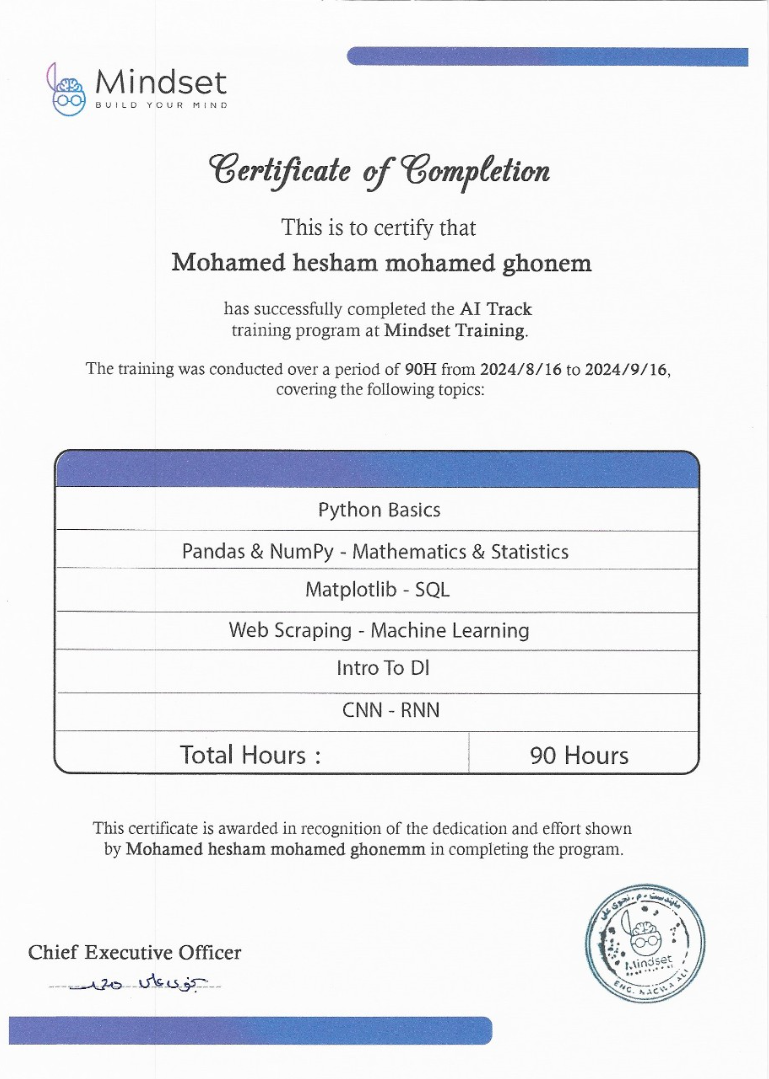 Mindset
BUILD YOUR MIND
Certificate of Completion
This is to certify that
Mohamed hesham mohamed ghonem
has successfully completed the AI Track
training program at Mindset Training.
The training was conducted over a period of 90H from 2024/8/16 to 2024/9/16,
covering the following topics:
Python Basics
Pandas & NumPy - Mathematics & Statistics
Matplotlib - SQL
Web Scraping - Machine Learning
Intro To Dl
CNN - RNN
Total Hours : 90 Hours
This certificate is awarded in recognition of the dedication and effort shown
by Mohamed hesham mohamed ghonemm in completing the program.
Chief Executive Officer
مايندست . م . نجوى علي
Mindset
ENG. NAGWA ALI